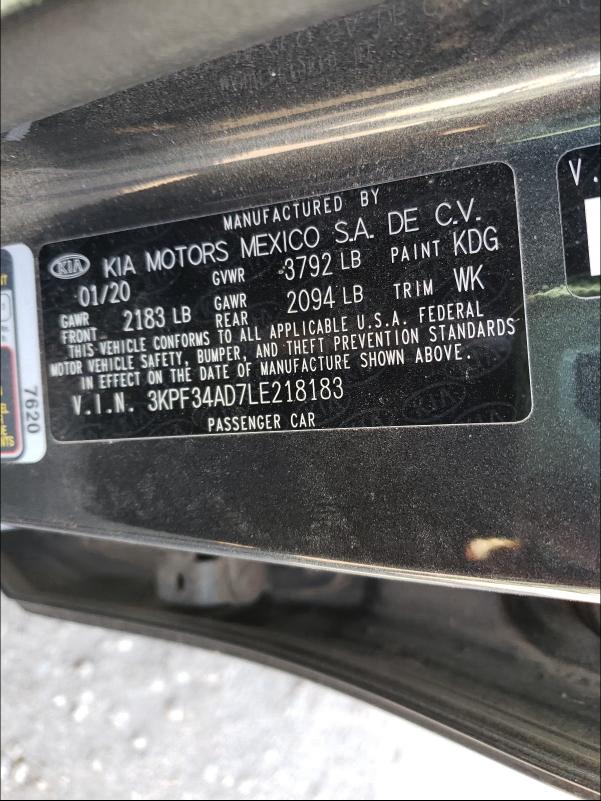 MANUFACTURED BY
KIA KIA MOTORS MEXICO S.A. DE C.V.
01/20 GVWR 3792 LB PAINT KDG
GAWR FRONT 2183 LB GAWR REAR 2094 LB TRIM WK
THIS VEHICLE CONFORMS TO ALL APPLICABLE U.S.A. FEDERAL
MOTOR VEHICLE SAFETY, BUMPER, AND THEFT PREVENTION STANDARDS
IN EFFECT ON THE DATE OF MANUFACTURE SHOWN ABOVE.
V.I.N. 3KPF34AD7LE218183
PASSENGER CAR
7620
V.